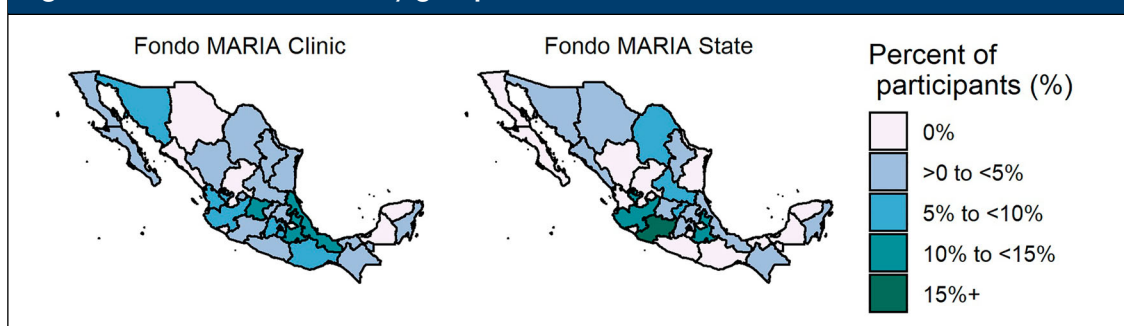 Fondo MARIA Clinic
Fondo MARIA State
Percent of
participants (%)
0%
>0 to <5%
5% to <10%
10% to <15%
15%+